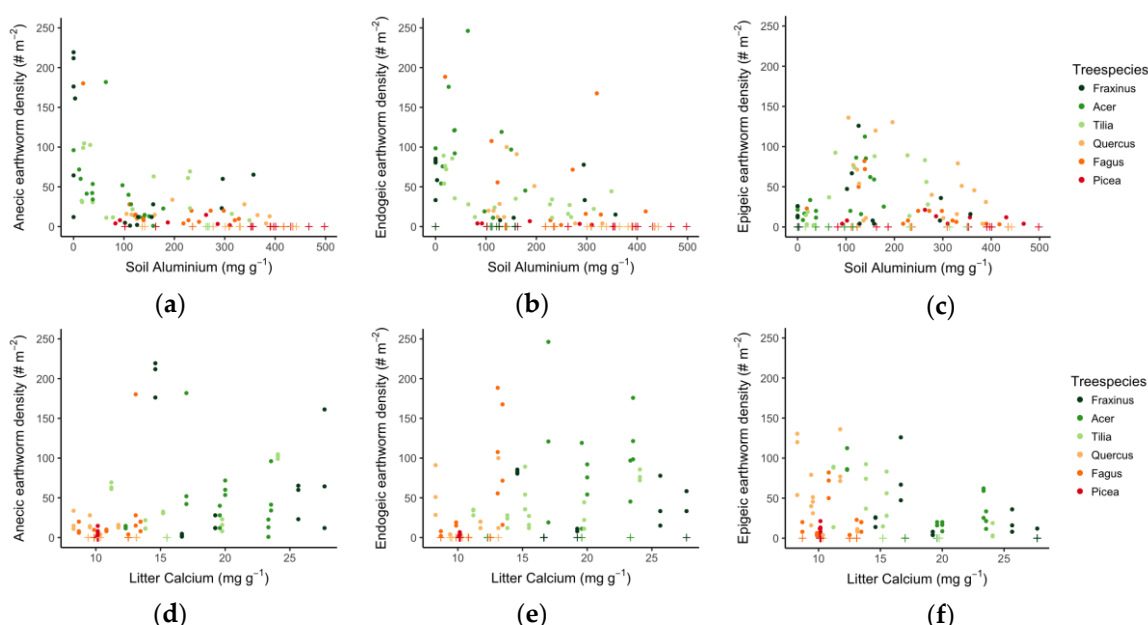 Anecic earthworm density (# m⁻²)
250
200
150
100
50
0
0 100 200 300 400 500
Soil Aluminium (mg g⁻¹)
(a)
Endogeic earthworm density (# m⁻²)
250
200
150
100
50
0
0 100 200 300 400 500
Soil Aluminium (mg g⁻¹)
(b)
Epigeic earthworm density (# m⁻²)
250
200
150
100
50
0
0 100 200 300 400 500
Soil Aluminium (mg g⁻¹)
(c)
Treespecies
Fraxinus
Acer
Tilia
Quercus
Fagus
Picea
Anecic earthworm density (# m⁻²)
250
200
150
100
50
0
10 15 20 25
Litter Calcium (mg g⁻¹)
(d)
Endogeic earthworm density (# m⁻²)
250
200
150
100
50
0
10 15 20 25
Litter Calcium (mg g⁻¹)
(e)
Epigeic earthworm density (# m⁻²)
250
200
150
100
50
0
10 15 20 25
Litter Calcium (mg g⁻¹)
(f)
Treespecies
Fraxinus
Acer
Tilia
Quercus
Fagus
Picea